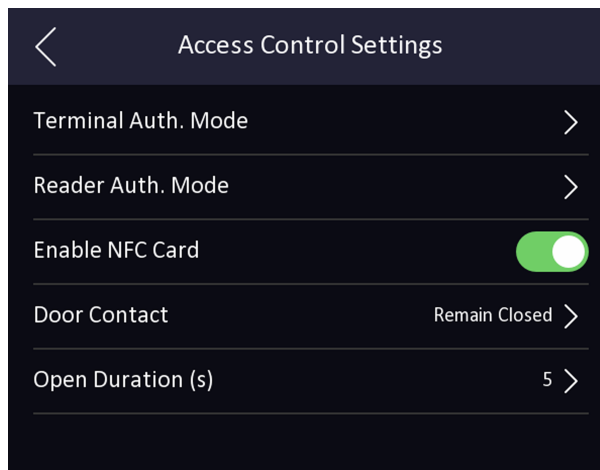 Access Control Settings
Terminal Auth. Mode
Reader Auth. Mode
Enable NFC Card
Door Contact Remain Closed
Open Duration (s) 5